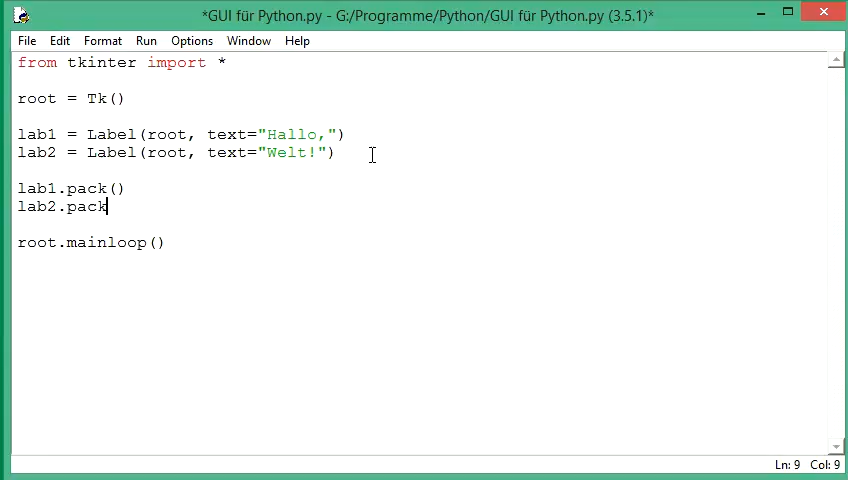 *GUI für Python.py - G:/Programme/Python/GUI für Python.py (3.5.1)*
File Edit Format Run Options Window Help
from tkinter import *
root = Tk()
lab1 = Label(root, text="Hallo,")
lab2 = Label(root, text="Welt!")
lab1.pack()
lab2.pack
root.mainloop()
Ln: 9 Col: 9